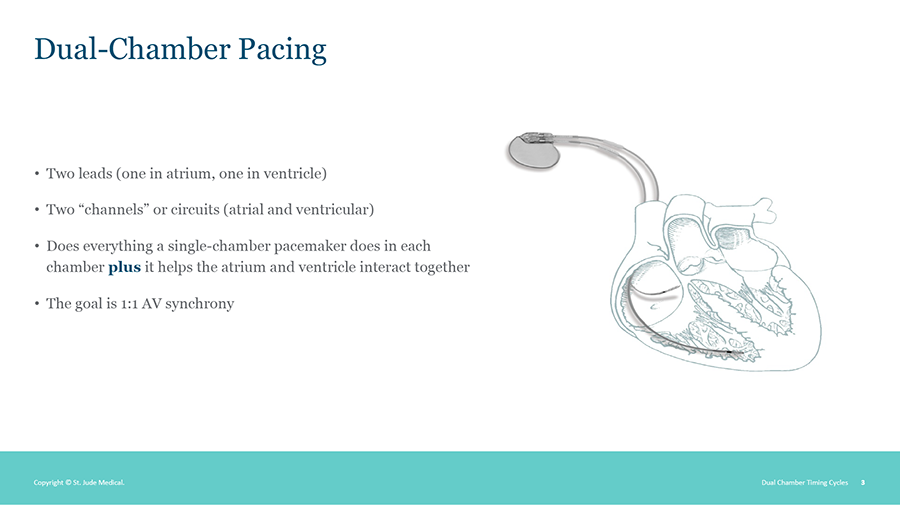 Dual-Chamber Pacing
• Two leads (one in atrium, one in ventricle)
• Two “channels” or circuits (atrial and ventricular)
• Does everything a single-chamber pacemaker does in each
chamber plus it helps the atrium and ventricle interact together
• The goal is 1:1 AV synchrony
Copyright © St. Jude Medical.
Dual Chamber Timing Cycles 3